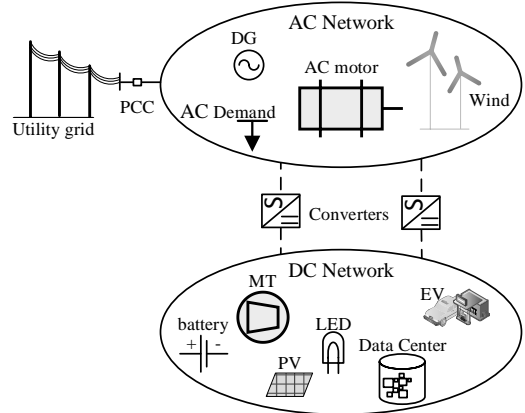 AC Network
DG
AC motor
PCC
AC Demand
Wind
Utility grid
Converters
DC Network
MT
EV
battery
LED
+ -
Data Center
PV